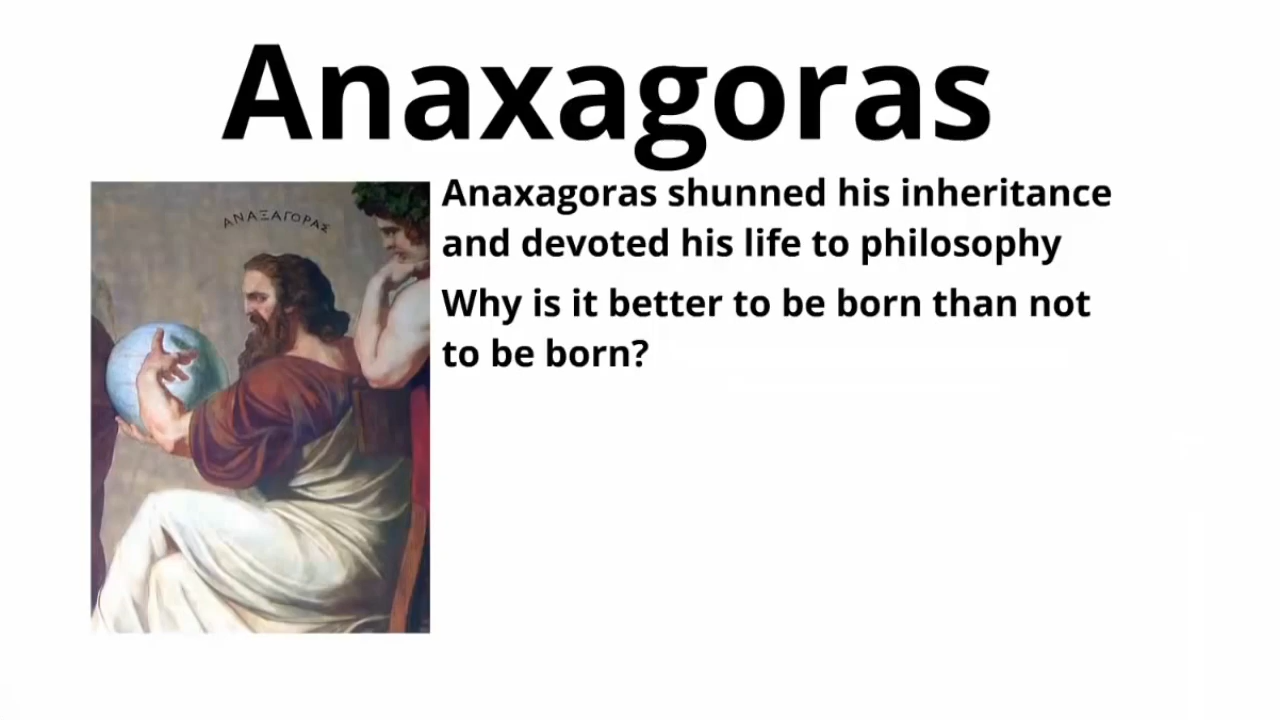 Anaxagoras
ΑΝΑΞΑΓΟΡΑΣ
Anaxagoras shunned his inheritance
and devoted his life to philosophy
Why is it better to be born than not
to be born?